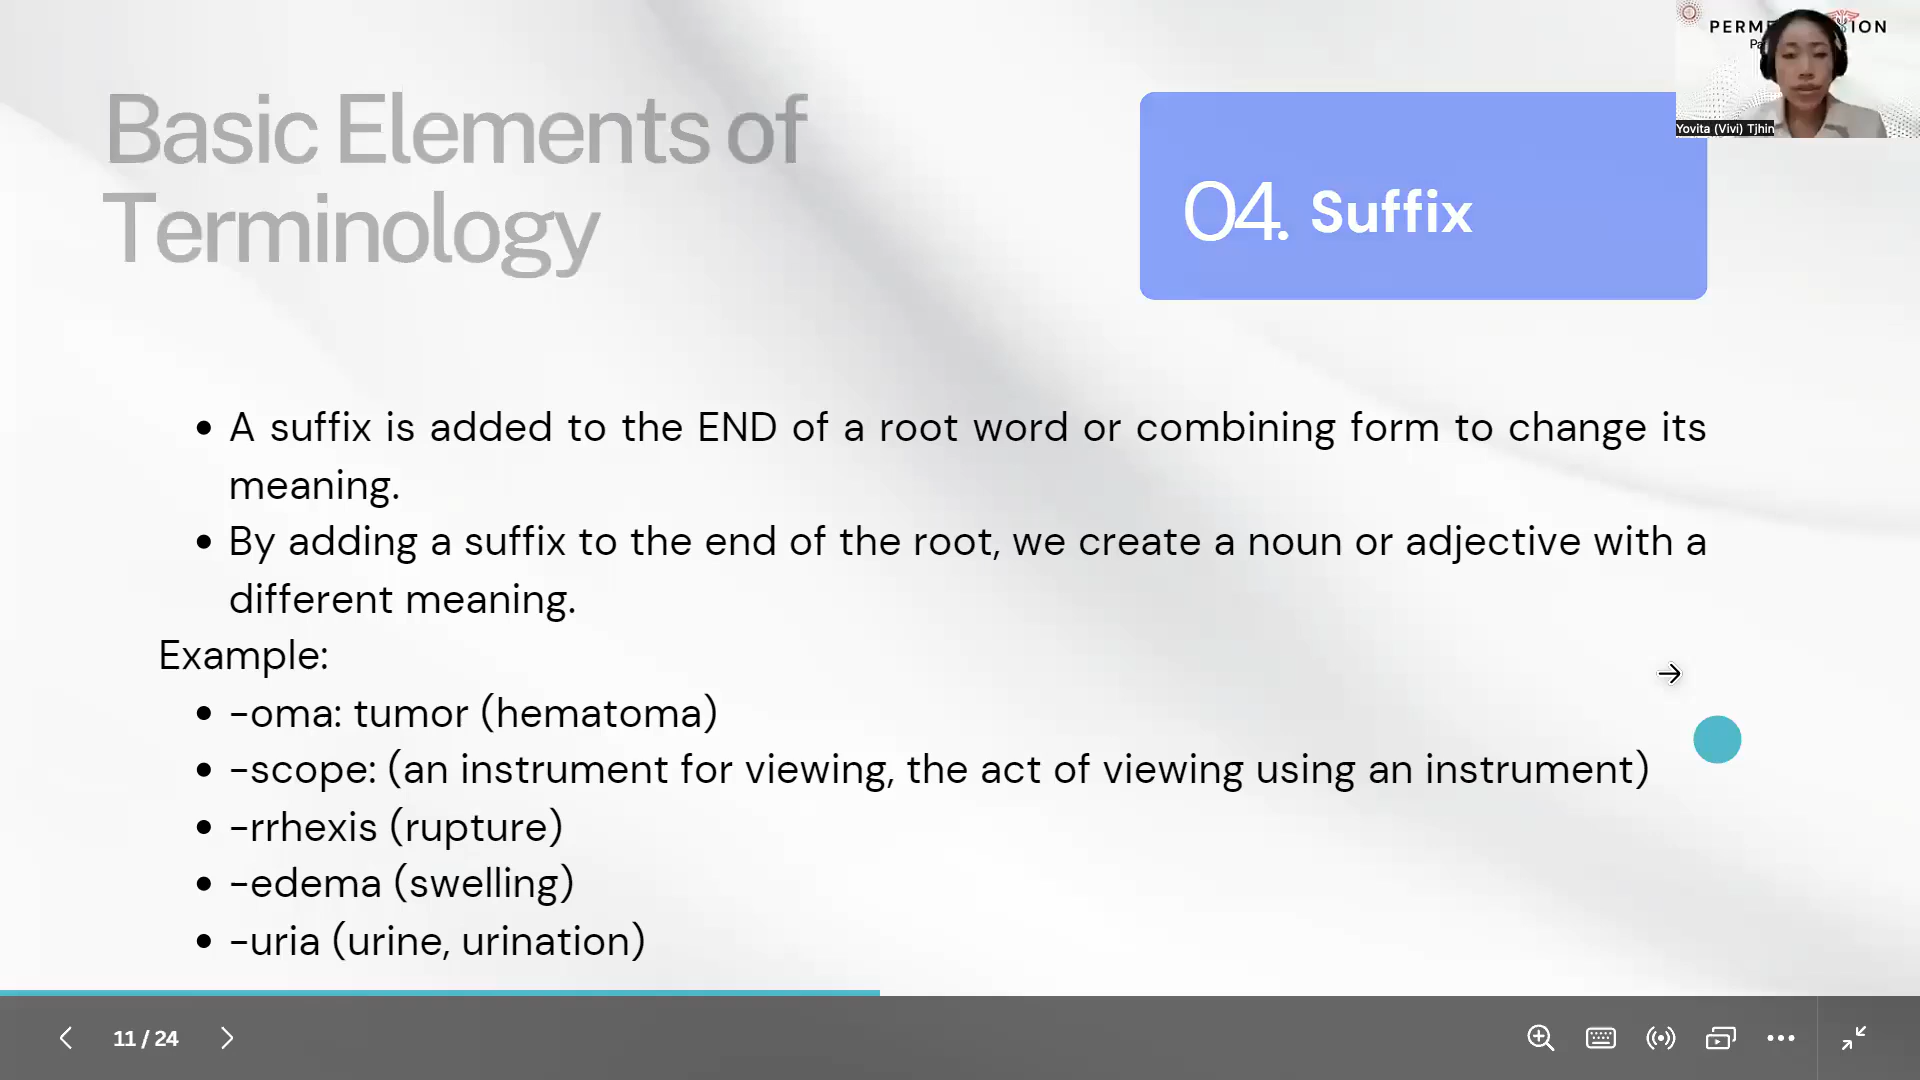 Basic Elements of
Terminology
04. Suffix
PERM
ION
Yovita (Vivi) Tjhin
• A suffix is added to the END of a root word or combining form to change its
meaning.
• By adding a suffix to the end of the root, we create a noun or adjective with a
different meaning.
Example:
• -oma: tumor (hematoma)
• -scope: (an instrument for viewing, the act of viewing using an instrument)
• -rrhexis (rupture)
• -edema (swelling)
• -uria (urine, urination)
11 / 24